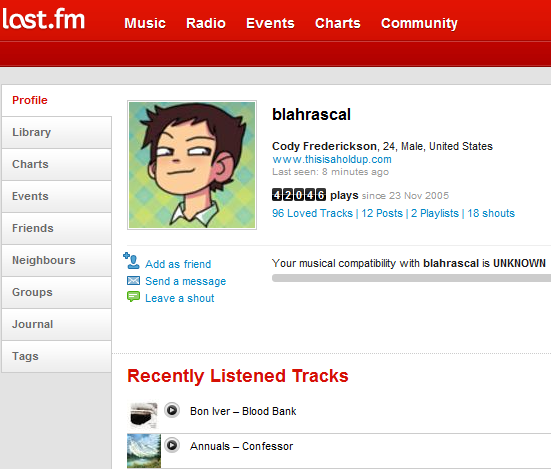 last.fm
Music Radio Events Charts Community
Profile
Library
Charts
Events
Friends
Neighbours
Groups
Journal
Tags
blahrascal
Cody Frederickson, 24, Male, United States
www.thisisaholdup.com
Last seen: 8 minutes ago
42046 plays since 23 Nov 2005
96 Loved Tracks | 12 Posts | 2 Playlists | 18 shouts
Add as friend
Send a message
Leave a shout
Your musical compatibility with blahrascal is UNKNOWN
Recently Listened Tracks
Bon Iver – Blood Bank
Annuals – Confessor